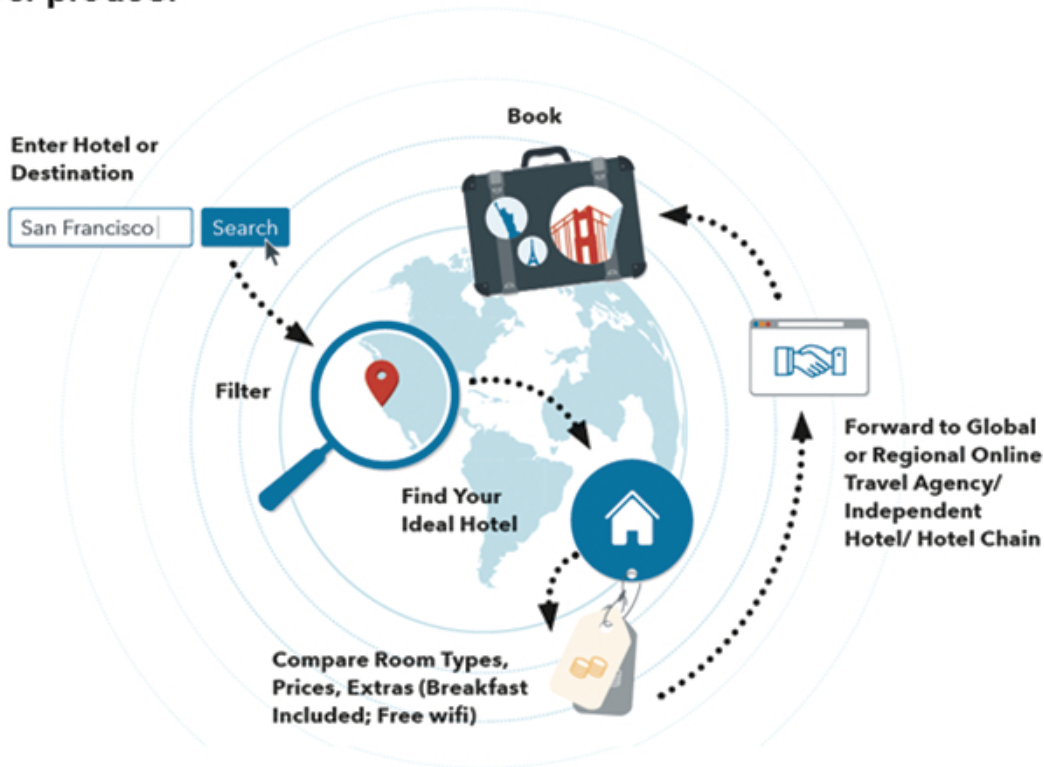 Enter Hotel or
Destination
San Francisco
Search
Filter
Find Your
Ideal Hotel
Compare Room Types,
Prices, Extras (Breakfast
Included; Free wifi)
Forward to Global
or Regional Online
Travel Agency/
Independent
Hotel/ Hotel Chain
Book